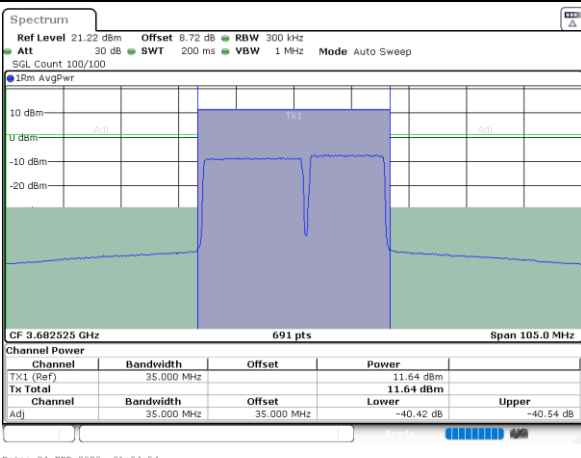 Spectrum
Ref Level 21.22 dBm Offset 8.72 dB RBW 300 kHz
Att 30 dB SWT 200 ms VBW 1 MHz Mode Auto Sweep
SGL Count 100/100
1Rm AvgPwr
TX1
10 dBm
Adj Adj
0 dBm
-10 dBm
-20 dBm
CF 3.682525 GHz 691 pts Span 105.0 MHz
Channel Power
Channel Bandwidth Offset Power
TX1 (Ref) 35.000 MHz 11.64 dBm
Tx Total 11.64 dBm
Channel Bandwidth Offset Lower Upper
Adj 35.000 MHz 35.000 MHz -40.42 dB -40.54 dB